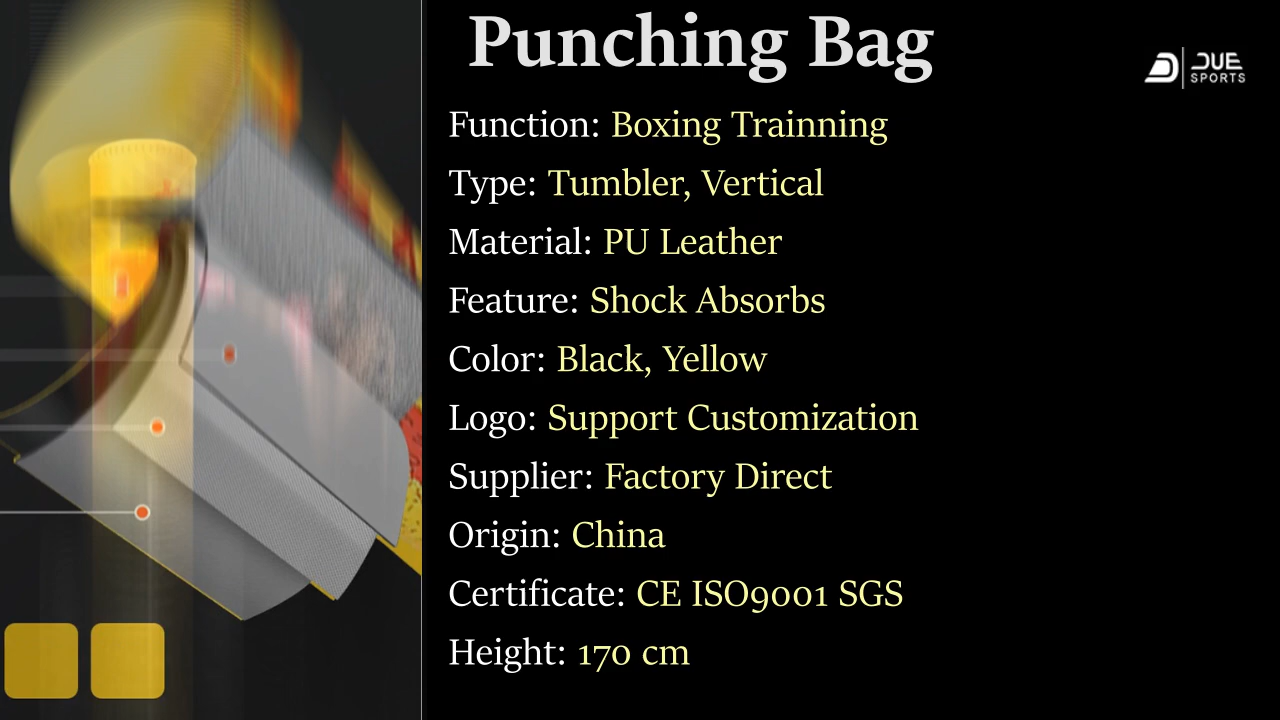 Punching Bag
DUE
SPORTS
Function: Boxing Trainning
Type: Tumbler, Vertical
Material: PU Leather
Feature: Shock Absorbs
Color: Black, Yellow
Logo: Support Customization
Supplier: Factory Direct
Origin: China
Certificate: CE ISO9001 SGS
Height: 170 cm